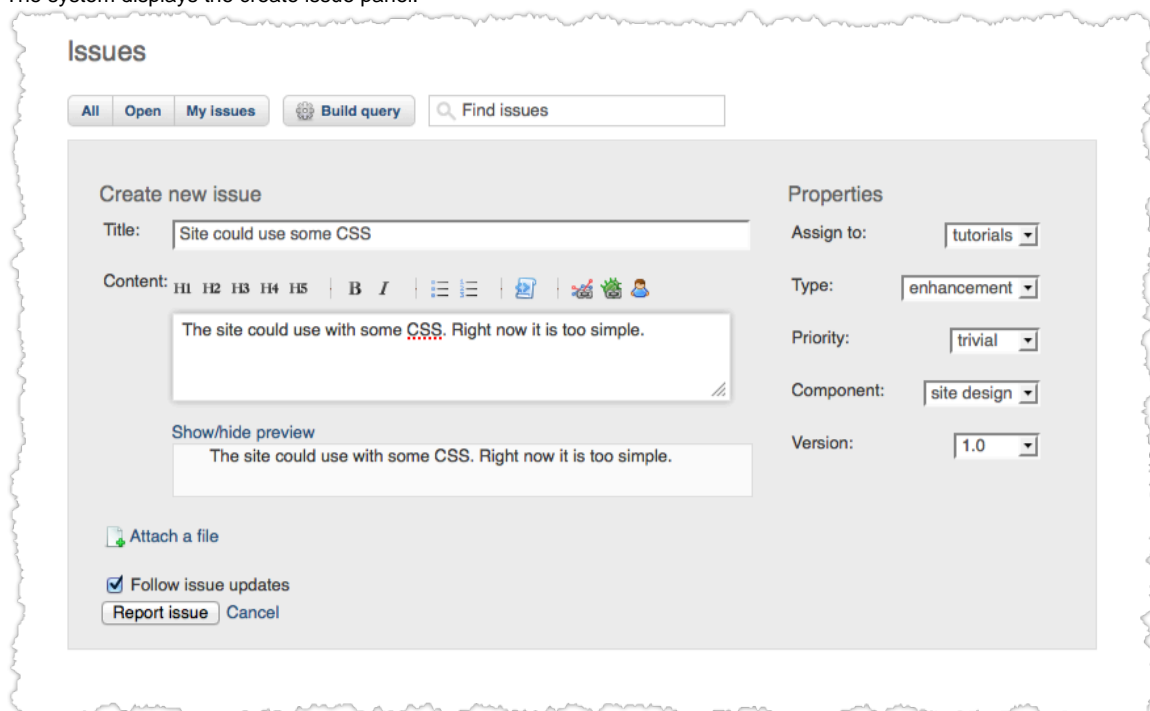 The system displays the create issue panel.
Issues
All Open My issues Build query Find issues
Create new issue
Title: Site could use some CSS
Content: H1 H2 H3 H4 H5 B I
The site could use with some CSS. Right now it is too simple.
Show/hide preview
The site could use with some CSS. Right now it is too simple.
Attach a file
Follow issue updates
Report issue Cancel
Properties
Assign to: tutorials
Type: enhancement
Priority: trivial
Component: site design
Version: 1.0